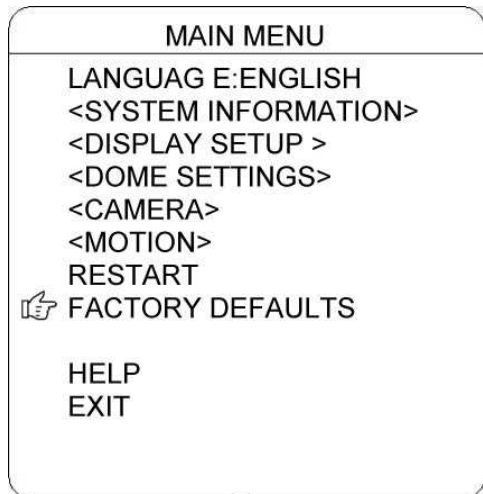 MAIN MENU
LANGUAG E:ENGLISH
<SYSTEM INFORMATION>
<DISPLAY SETUP >
<DOME SETTINGS>
<CAMERA>
<MOTION>
RESTART
FACTORY DEFAULTS
HELP
EXIT